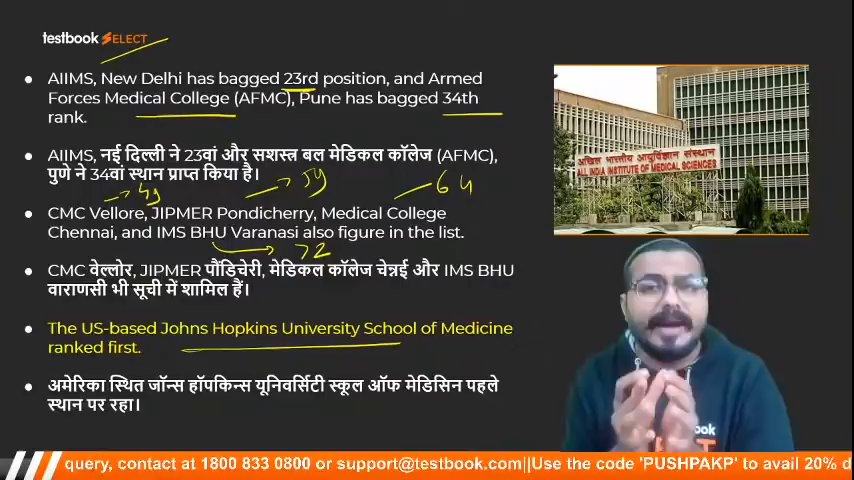 testbook SELECT
AIIMS, New Delhi has bagged 23rd position, and Armed
Forces Medical College (AFMC), Pune has bagged 34th
rank.
AIIMS, नई दिल्ली ने 23वां और सशस्त्र बल मेडिकल कॉलेज (AFMC),
पुणे ने 34वां स्थान प्राप्त किया है।
49
59
64
CMC Vellore, JIPMER Pondicherry, Medical College
Chennai, and IMS BHU Varanasi also figure in the list.
72
CMC वेल्लोर, JIPMER पौंडिचेरी, मेडिकल कॉलेज चेन्नई और IMS BHU
वाराणसी भी सूची में शामिल हैं।
The US-based Johns Hopkins University School of Medicine
ranked first.
अमेरिका स्थित जॉन्स हॉपकिन्स यूनिवर्सिटी स्कूल ऑफ मेडिसिन पहले
स्थान पर रहा।
अखिल भारतीय आयुर्विज्ञान संस्थान
ALL INDIA INSTITUTE OF MEDICAL SCIENCES
book
query, contact at 1800 833 0800 or support@testbook.com||Use the code 'PUSHPAKP' to avail 20% d